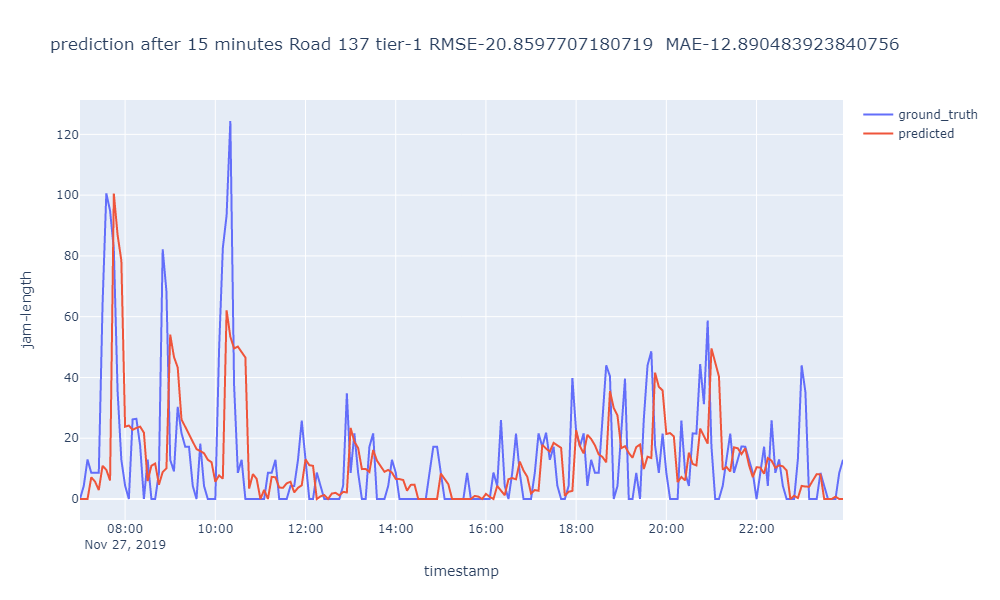 prediction after 15 minutes Road 137 tier-1 RMSE-20.8597707180719  MAE-12.890483923840756
ground_truth
predicted
120
100
80
60
40
20
0
jam-length
08:00 10:00 12:00 14:00 16:00 18:00 20:00 22:00
Nov 27, 2019
timestamp